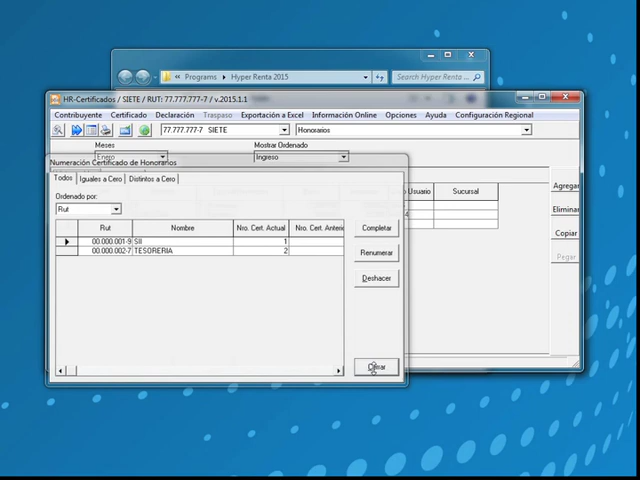 « Programs › Hyper Renta 2015
Search Hyper Renta ...
HR-Certificados / SIETE / RUT: 77.777.777-7 / v.2015.1.1
Contribuyente Certificado Declaración Traspaso Exportación a Excel Información Online Opciones Ayuda Configuración Regional
77.777.777-7 SIETE Honorarios
Meses Mostrar Ordenado
Enero Ingreso
Numeración Certificado de Honorarios
Todos Iguales a Cero Distintos a Cero
Usuario Sucursal
Agregar
Ordenado por:
Rut
Eliminar
Rut Nombre Nro. Cert. Actual Nro. Cert. Anterio
Completar
Copiar
00.000.001-9 SII 1
00.000.002-7 TESORERIA 2
Renumerar
Pegar
Deshacer
Cerrar